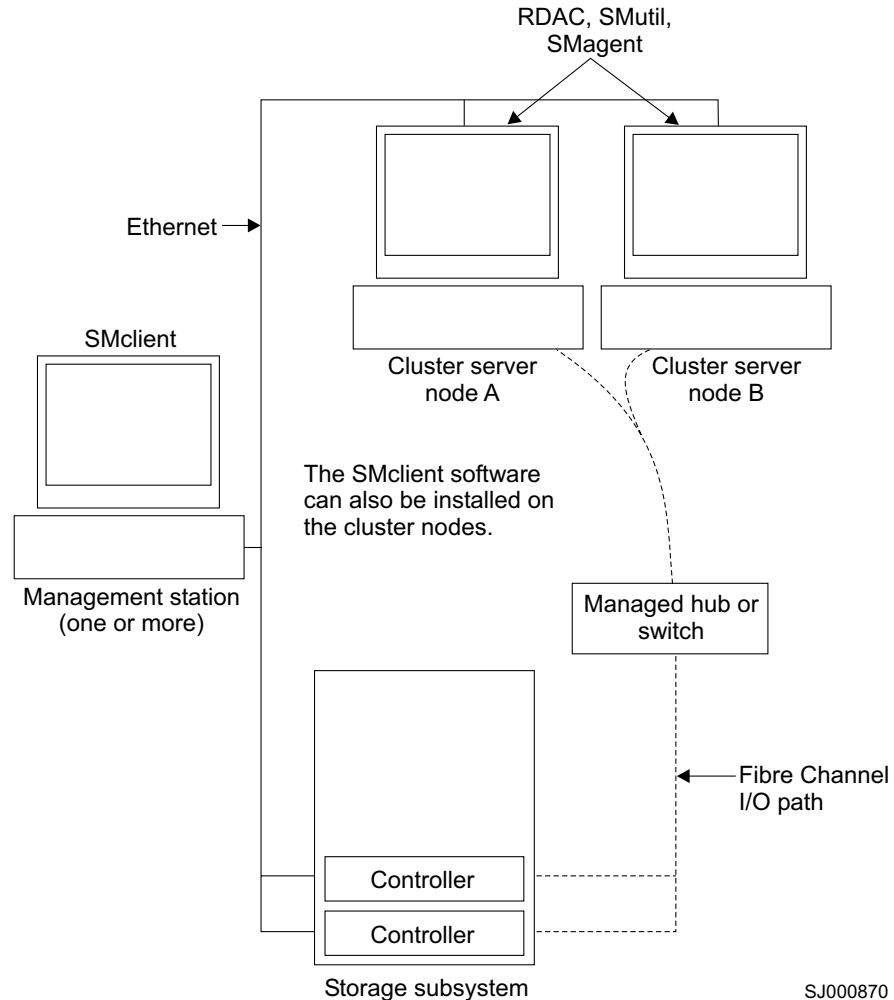 RDAC, SMutil,
SMagent
Ethernet
SMclient
Cluster server
node A
Cluster server
node B
The SMclient software
can also be installed on
the cluster nodes.
Management station
(one or more)
Managed hub or
switch
Fibre Channel
I/O path
Controller
Controller
Storage subsystem
SJ000870